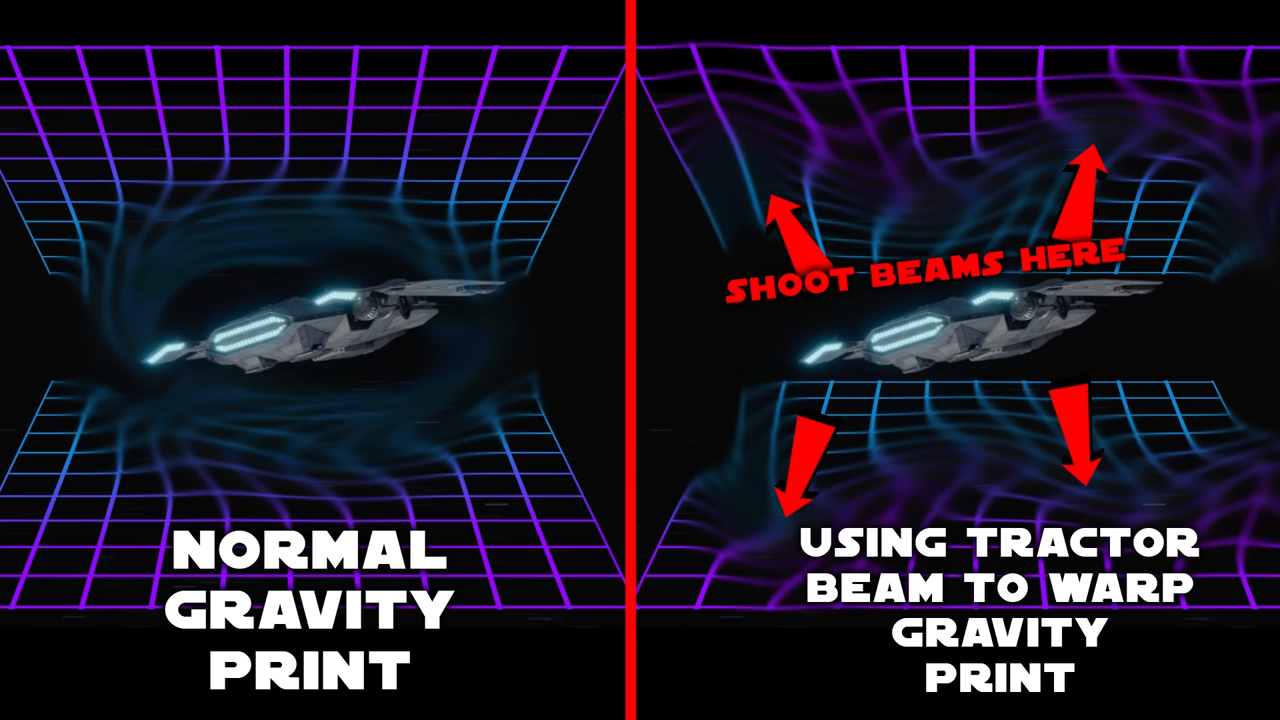 NORMAL
GRAVITY
PRINT
SHOOT BEAMS HERE
USING TRACTOR
BEAM TO WARP
GRAVITY
PRINT